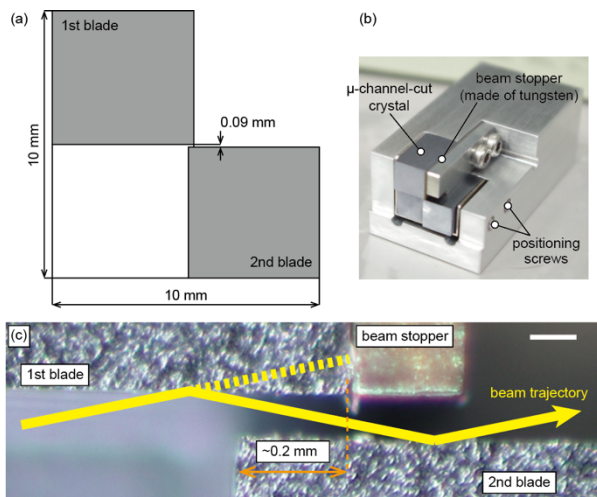 (a)
1st blade
0.09 mm
10 mm
2nd blade
10 mm
(b)
μ-channel-cut
crystal
beam stopper
(made of tungsten)
positioning
screws
(c)
1st blade
beam stopper
beam trajectory
~0.2 mm
2nd blade